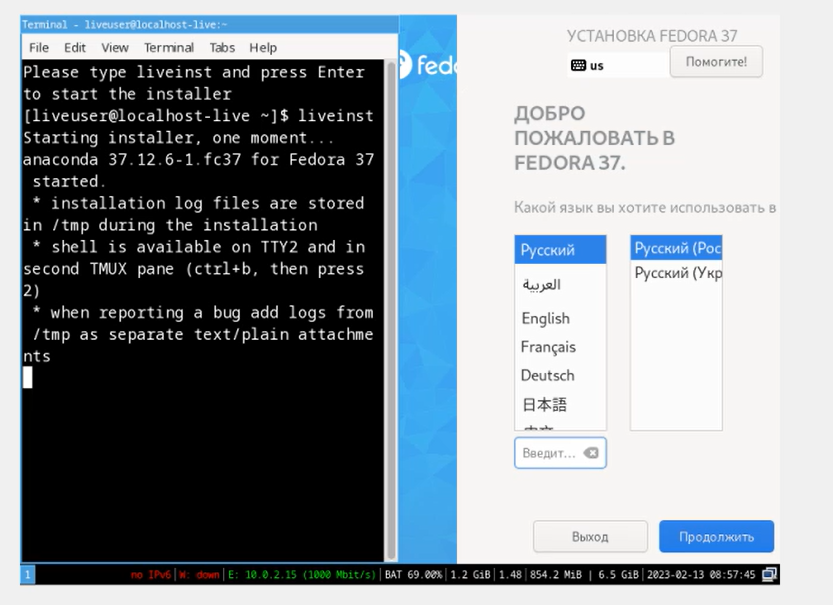 Terminal - liveuser@localhost-live:~
File Edit View Terminal Tabs Help
Please type liveinst and press Enter
to start the installer
[liveuser@localhost-live ~]$ liveinst
Starting installer, one moment...
anaconda 37.12.6-1.fc37 for Fedora 37
started.
* installation log files are stored
in /tmp during the installation
* shell is available on TTY2 and in
second TMUX pane (ctrl+b, then press
2)
* when reporting a bug add logs from
/tmp as separate text/plain attachme
nts
fedo
УСТАНОВКА FEDORA 37
us
Помогите!
ДОБРО
ПОЖАЛОВАТЬ В
FEDORA 37.
Какой язык вы хотите использовать в
Русский
العربية
English
Français
Deutsch
日本語
中文
Русский (Рос
Русский (Укр
Введит...
Выход
Продолжить
1
no IPv6|W: down|E: 10.0.2.15 (1000 Mbit/s)|BAT 69.00%|1.2 GiB|1.48|854.2 MiB | 6.5 GiB|2023-02-13 08:57:45